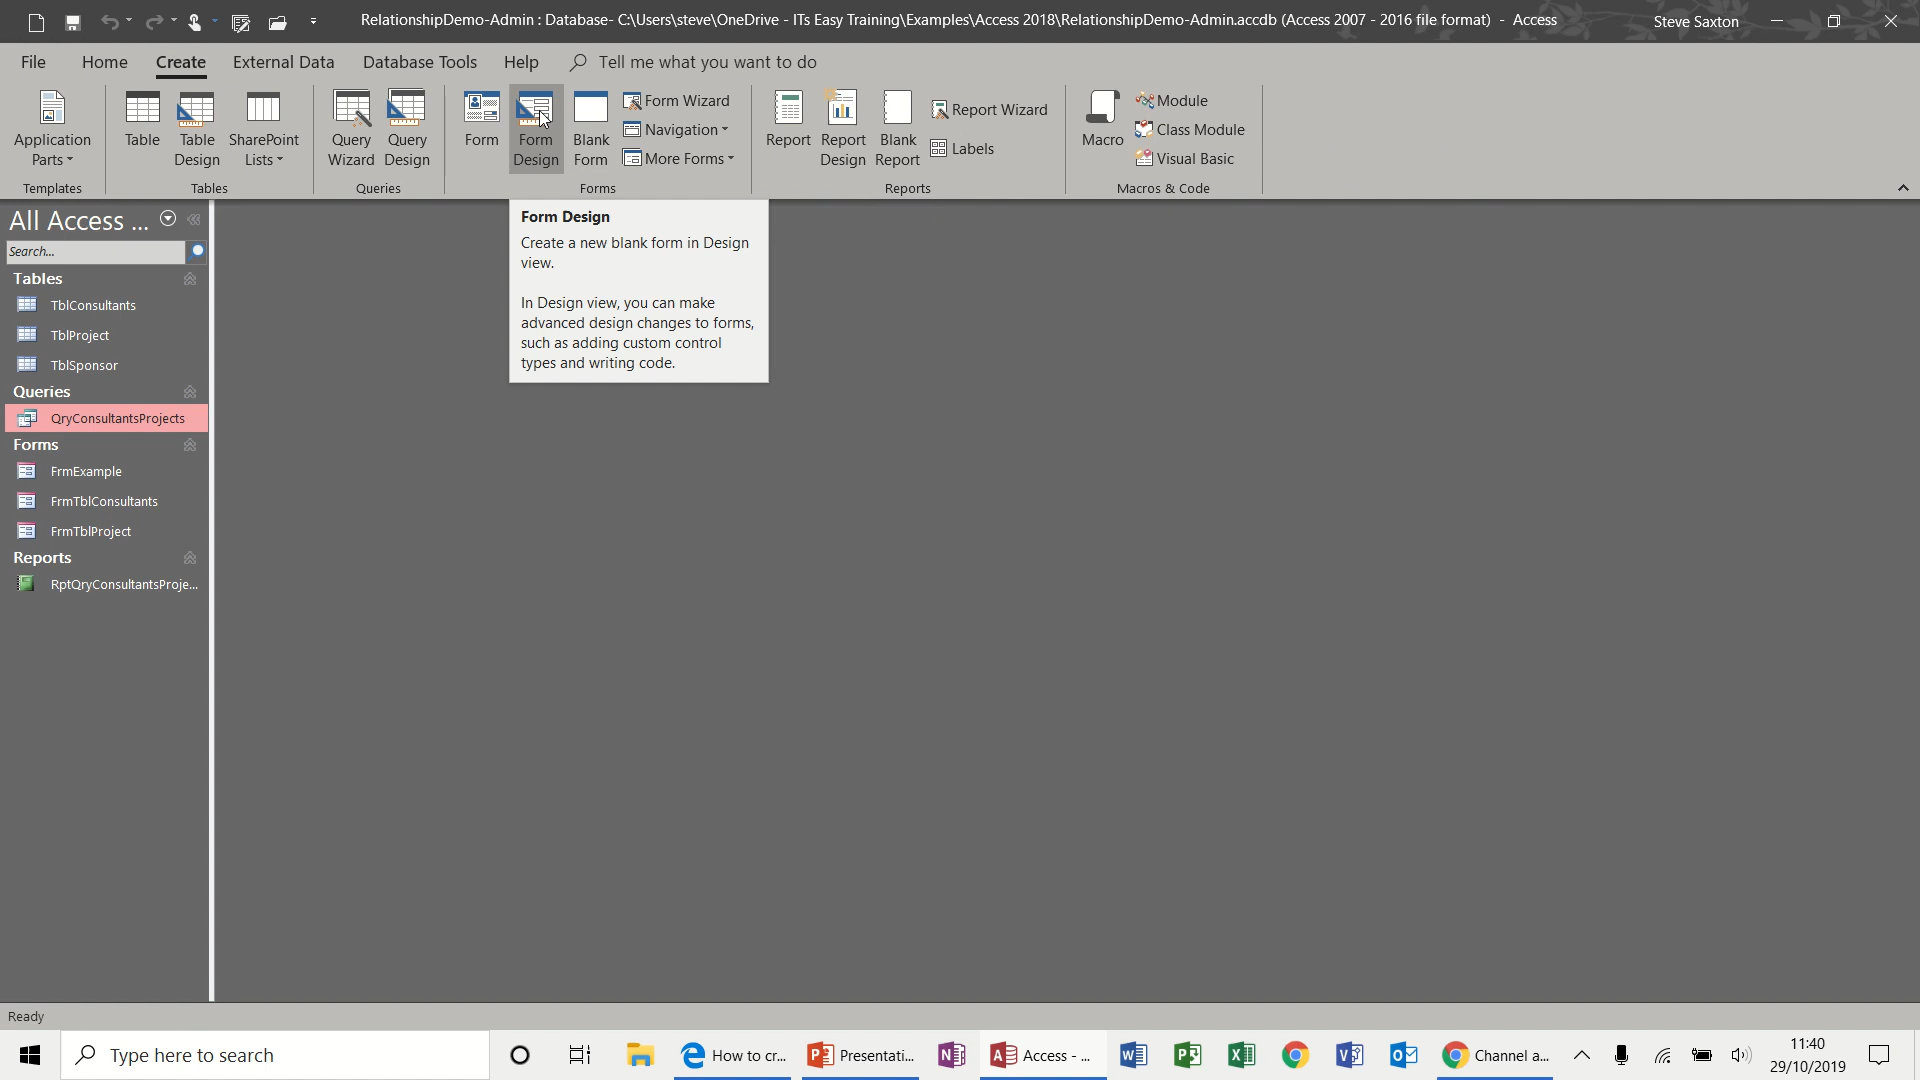 RelationshipDemo-Admin : Database- C:\Users\steve\OneDrive - ITs Easy Training\Examples\Access 2018\RelationshipDemo-Admin.accdb (Access 2007 - 2016 file format) - Access
Steve Saxton
File Home Create External Data Database Tools Help Tell me what you want to do
Application Parts
Table
Table Design
SharePoint Lists
Query Wizard
Query Design
Form
Form Design
Blank Form
Form Wizard
Navigation
More Forms
Report
Report Design
Blank Report
Report Wizard
Labels
Macro
Module
Class Module
Visual Basic
Templates Tables Queries Forms Reports Macros & Code
All Access ...
Search...
Tables
TblConsultants
TblProject
TblSponsor
Queries
QryConsultantsProjects
Forms
FrmExample
FrmTblConsultants
FrmTblProject
Reports
RptQryConsultantsProje...
Form Design
Create a new blank form in Design
view.
In Design view, you can make
advanced design changes to forms,
such as adding custom control
types and writing code.
Ready
Type here to search
How to cr...
Presentati...
Access - ...
Channel a...
11:40
29/10/2019